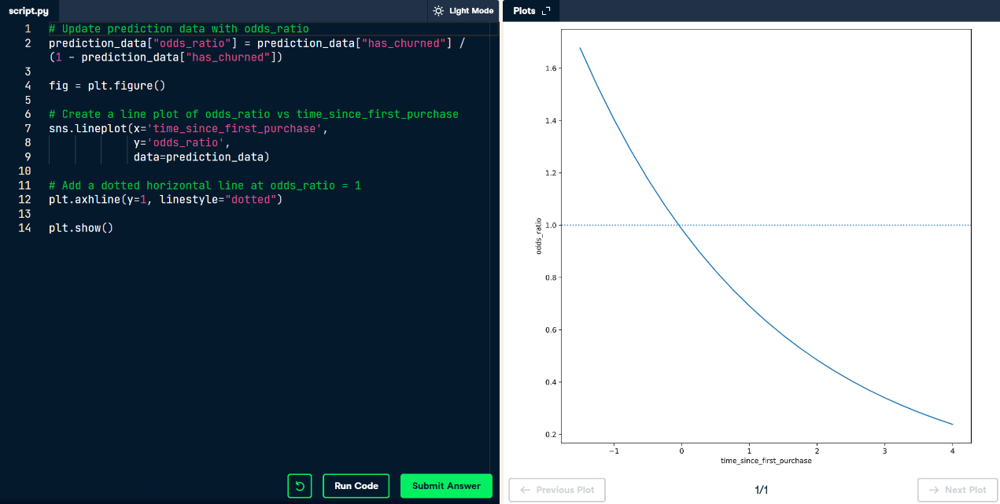 script.py
Light Mode
1 # Update prediction data with odds_ratio
2 prediction_data["odds_ratio"] = prediction_data["has_churned"] /
(1 - prediction_data["has_churned"])
3
4 fig = plt.figure()
5
6 # Create a line plot of odds_ratio vs time_since_first_purchase
7 sns.lineplot(x='time_since_first_purchase',
8 y='odds_ratio',
9 data=prediction_data)
10
11 # Add a dotted horizontal line at odds_ratio = 1
12 plt.axhline(y=1, linestyle="dotted")
13
14 plt.show()
Run Code
Submit Answer
Plots
1.6
1.4
1.2
1.0
0.8
0.6
0.4
0.2
odds_ratio
−1 0 1 2 3 4
time_since_first_purchase
Previous Plot
1/1
Next Plot